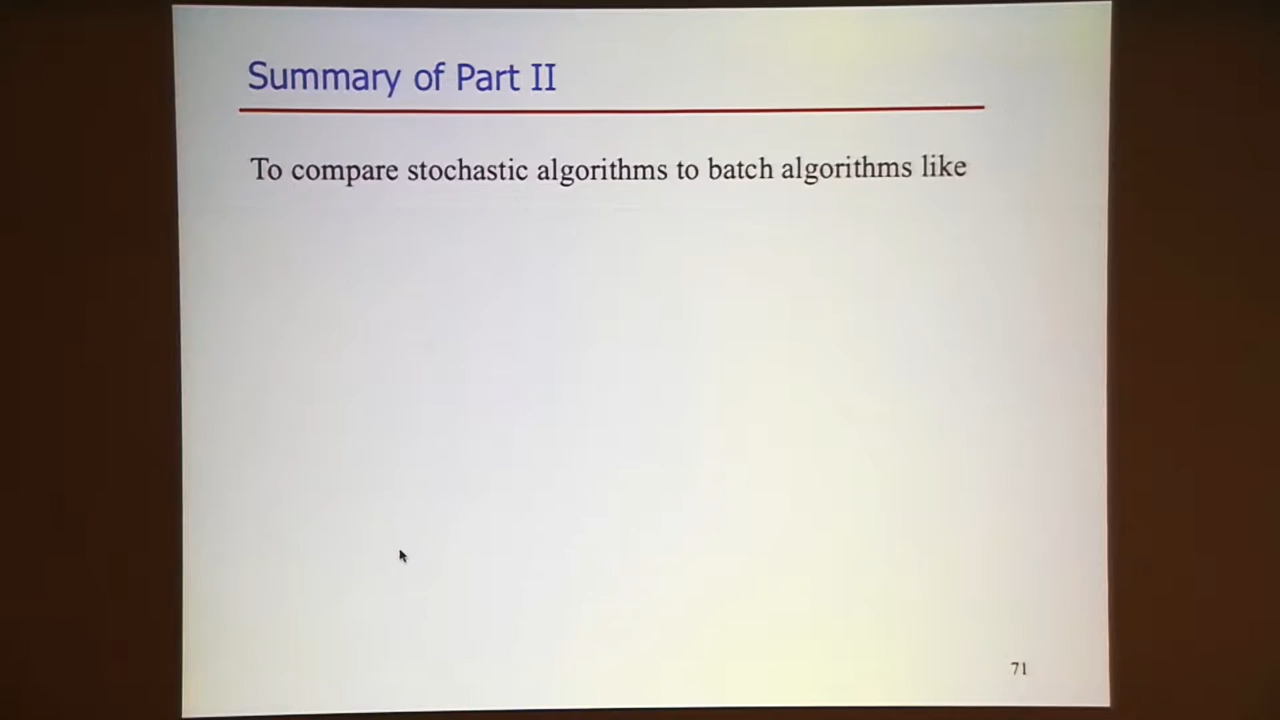 Summary of Part II
To compare stochastic algorithms to batch algorithms like
71